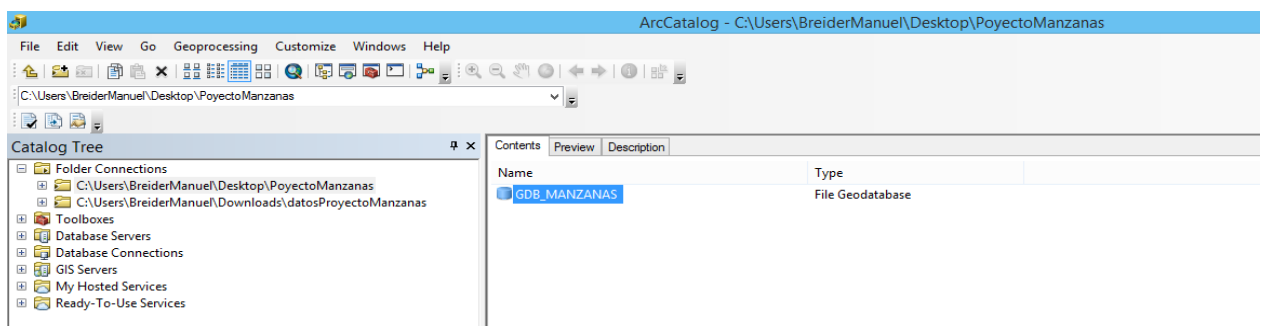 ArcCatalog - C:\Users\BreiderManuel\Desktop\PoyectoManzanas
File Edit View Go Geoprocessing Customize Windows Help
C:\Users\BreiderManuel\Desktop\PoyectoManzanas
Catalog Tree
Contents Preview Description
Folder Connections
C:\Users\BreiderManuel\Desktop\PoyectoManzanas
C:\Users\BreiderManuel\Downloads\datosProyectoManzanas
Toolboxes
Database Servers
Database Connections
GIS Servers
My Hosted Services
Ready-To-Use Services
Name Type
GDB_MANZANAS File Geodatabase